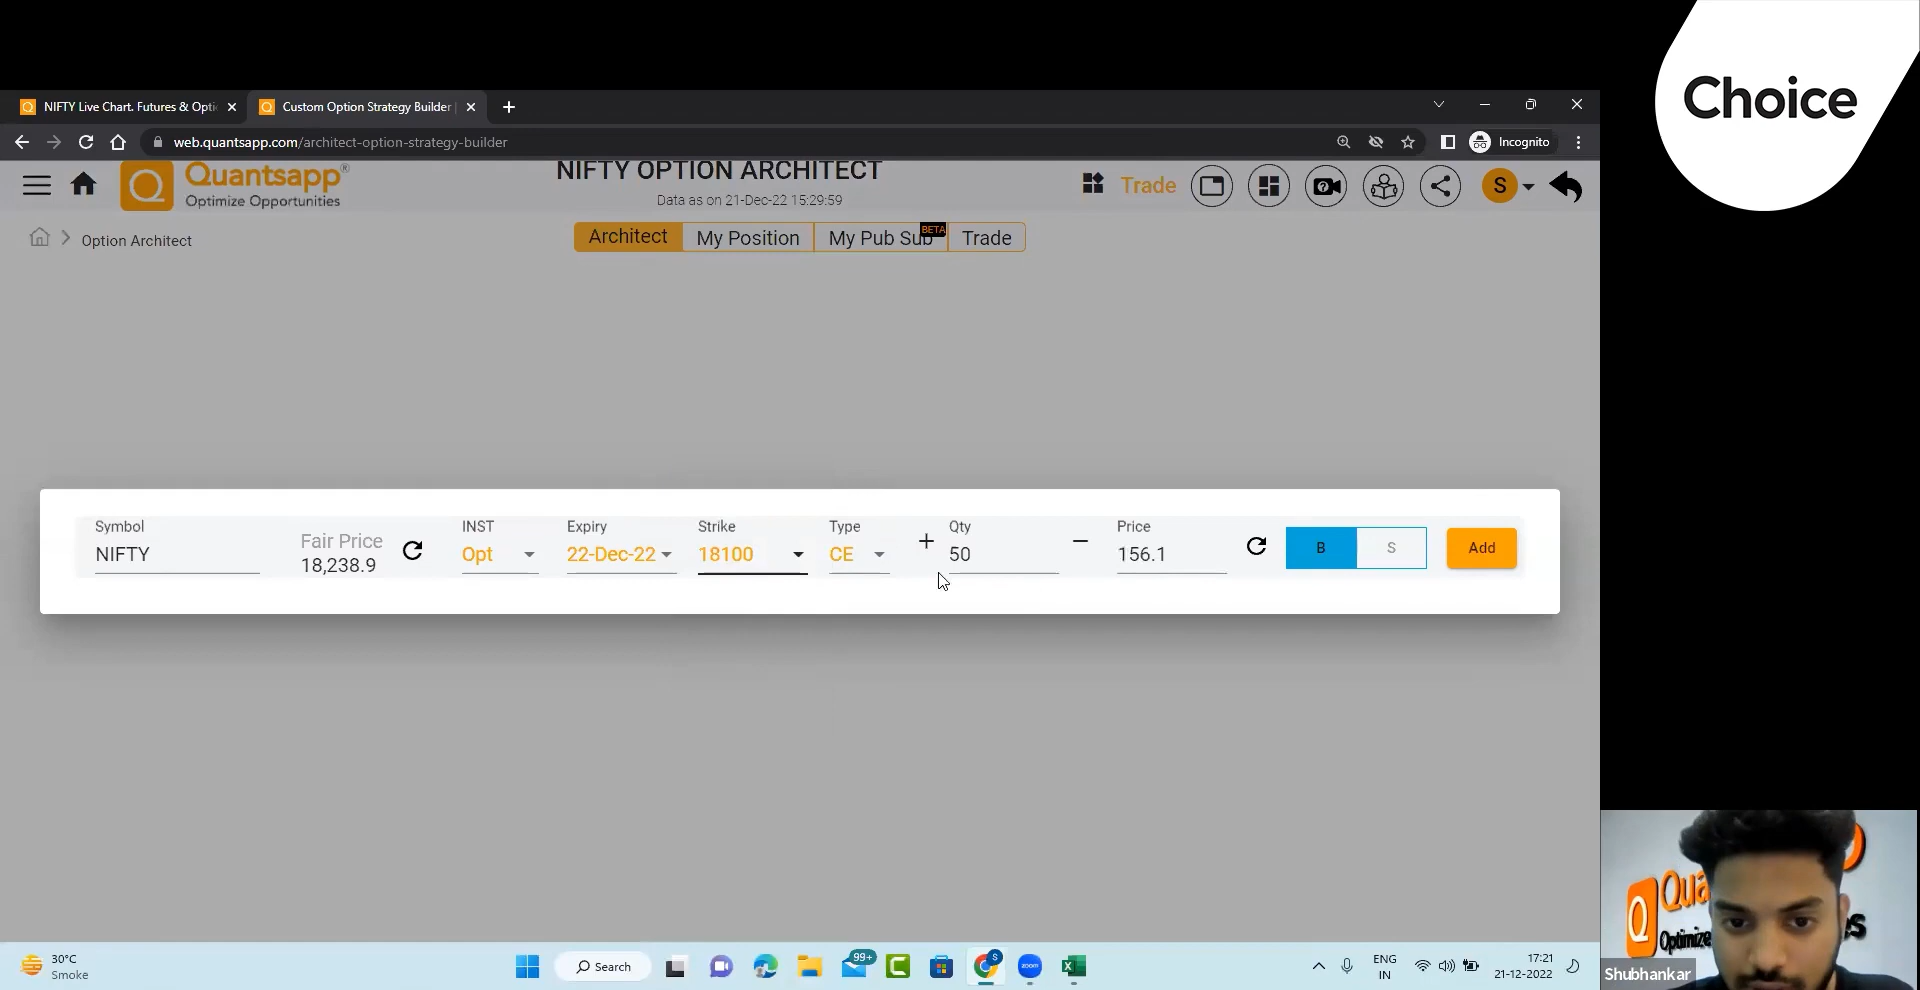 Choice
NIFTY Live Chart. Futures & Opti
Custom Option Strategy Builder |
web.quantsapp.com/architect-option-strategy-builder
Incognito
Quantsapp®
Optimize Opportunities
NIFTY OPTION ARCHITECT
Data as on 21-Dec-22 15:29:59
Trade
S
Option Architect
Architect
My Position
My Pub Sub
BETA
Trade
Symbol
NIFTY
Fair Price
18,238.9
INST
Opt
Expiry
22-Dec-22
Strike
18100
Type
CE
+
Qty
50
−
Price
156.1
B
S
Add
30°C
Smoke
Search
99+
S
zoom
ENG
IN
17:21
21-12-2022
Qua
Optimize
es
Shubhankar